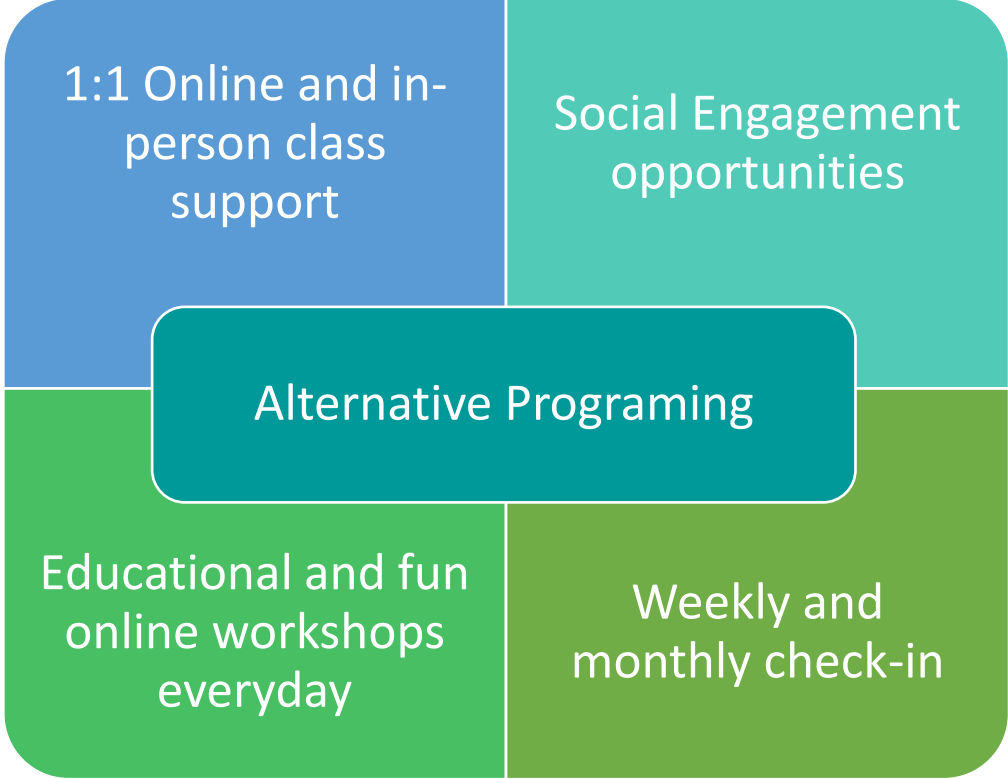 1:1 Online and in-
person class
support
Social Engagement
opportunities
Alternative Programing
Educational and fun
online workshops
everyday
Weekly and
monthly check-in